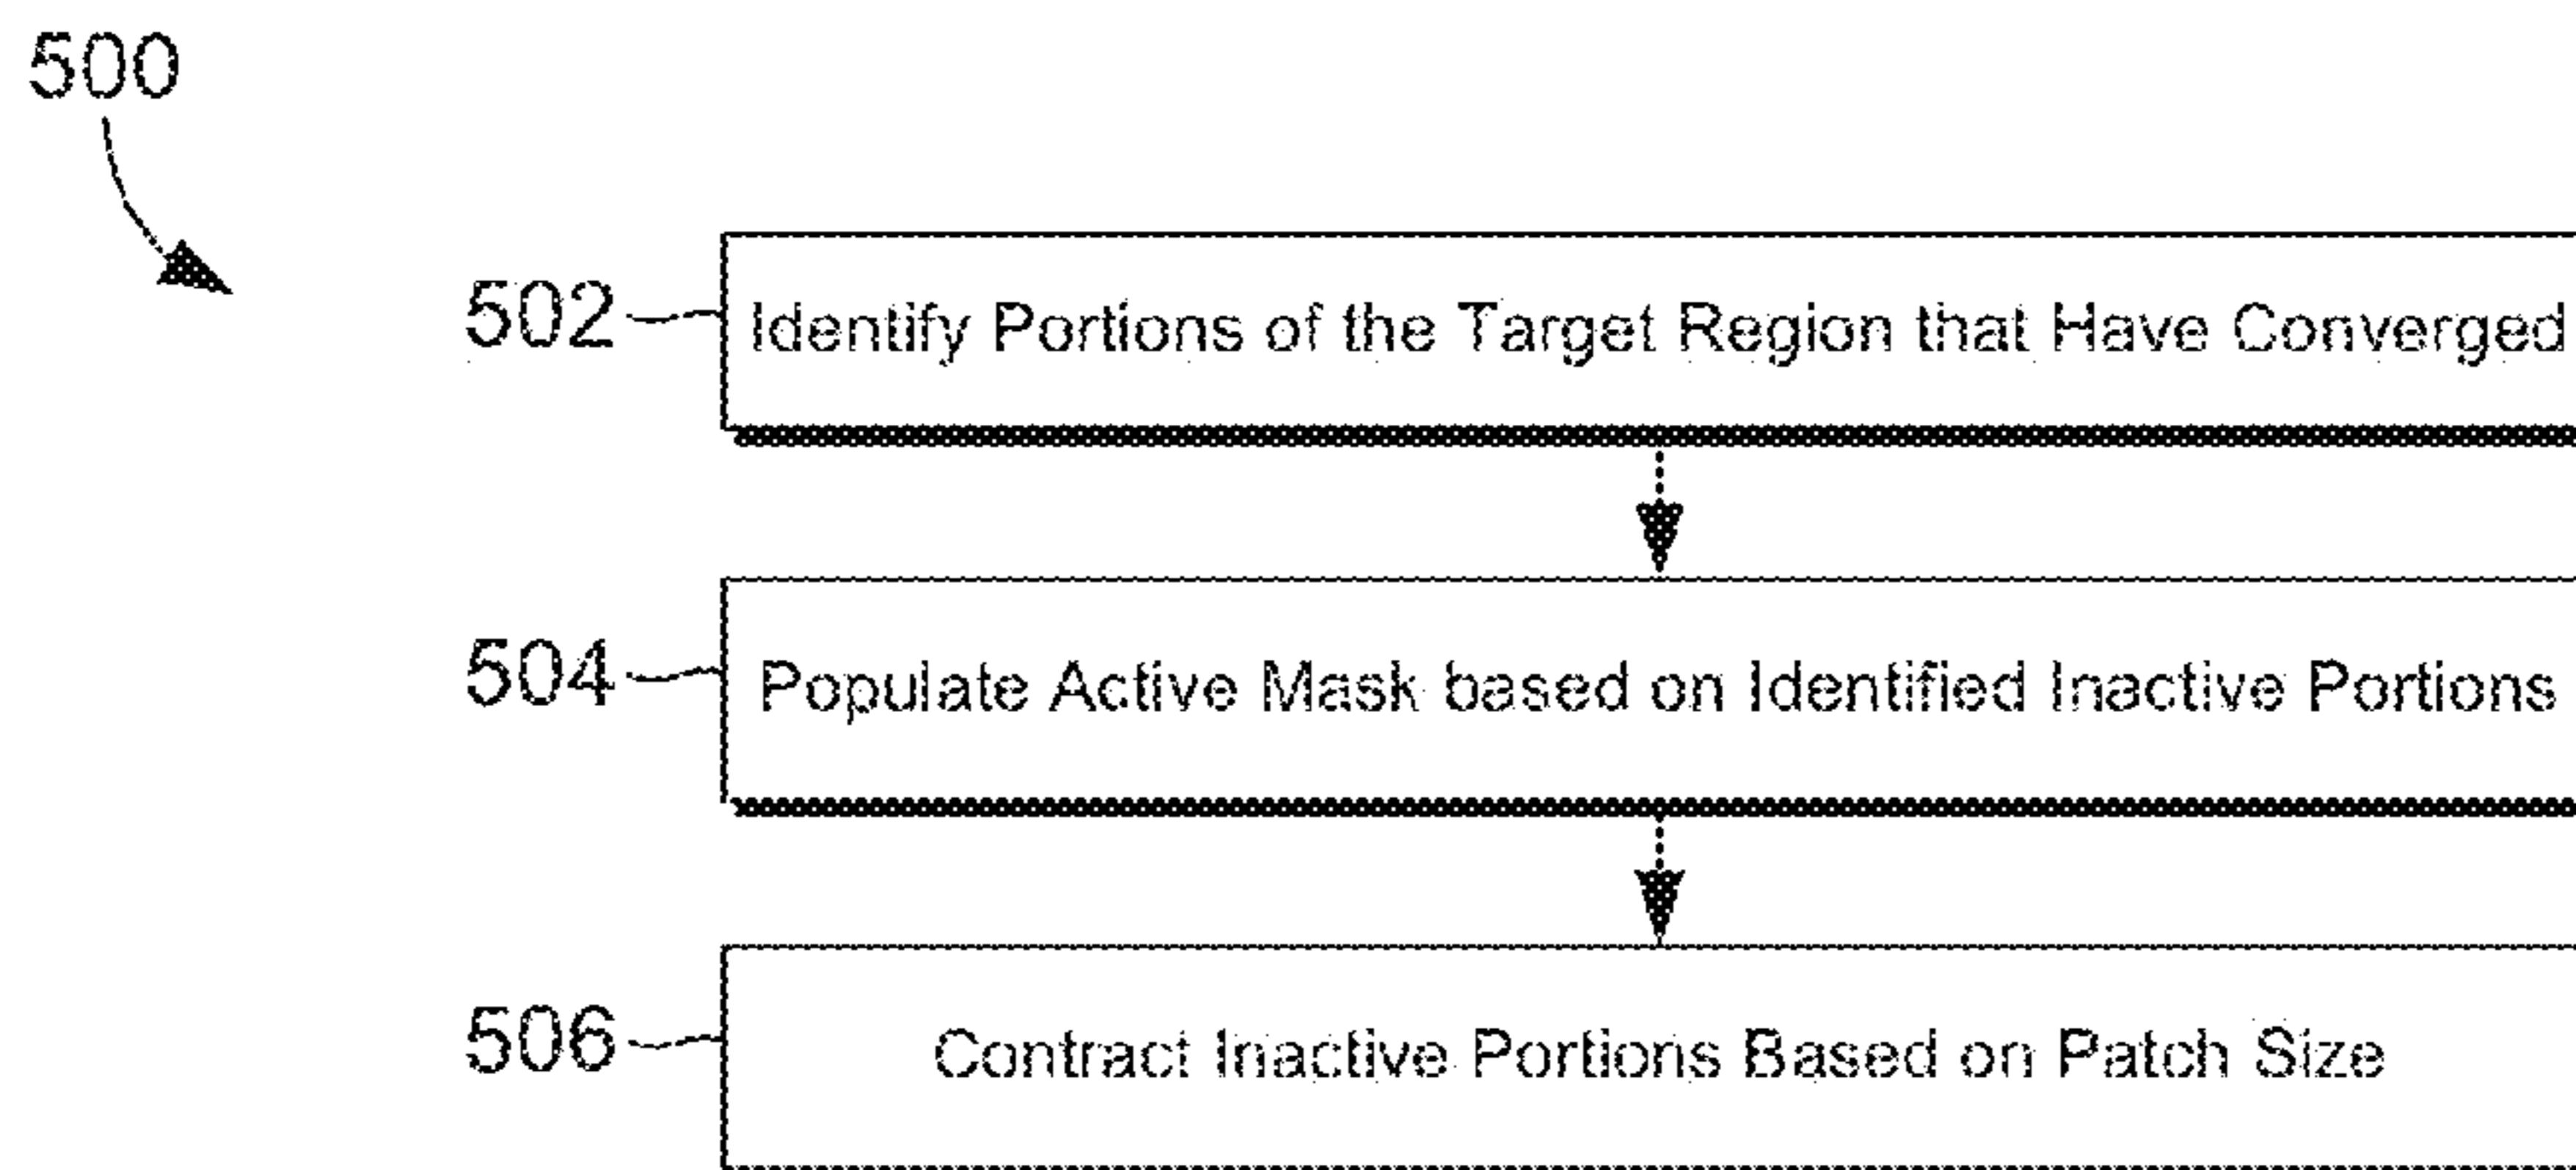 500
502 Identify Portions of the Target Region that Have Converged
504 Populate Active Mask based on Identified Inactive Portions
506 Contract Inactive Portions Based on Patch Size